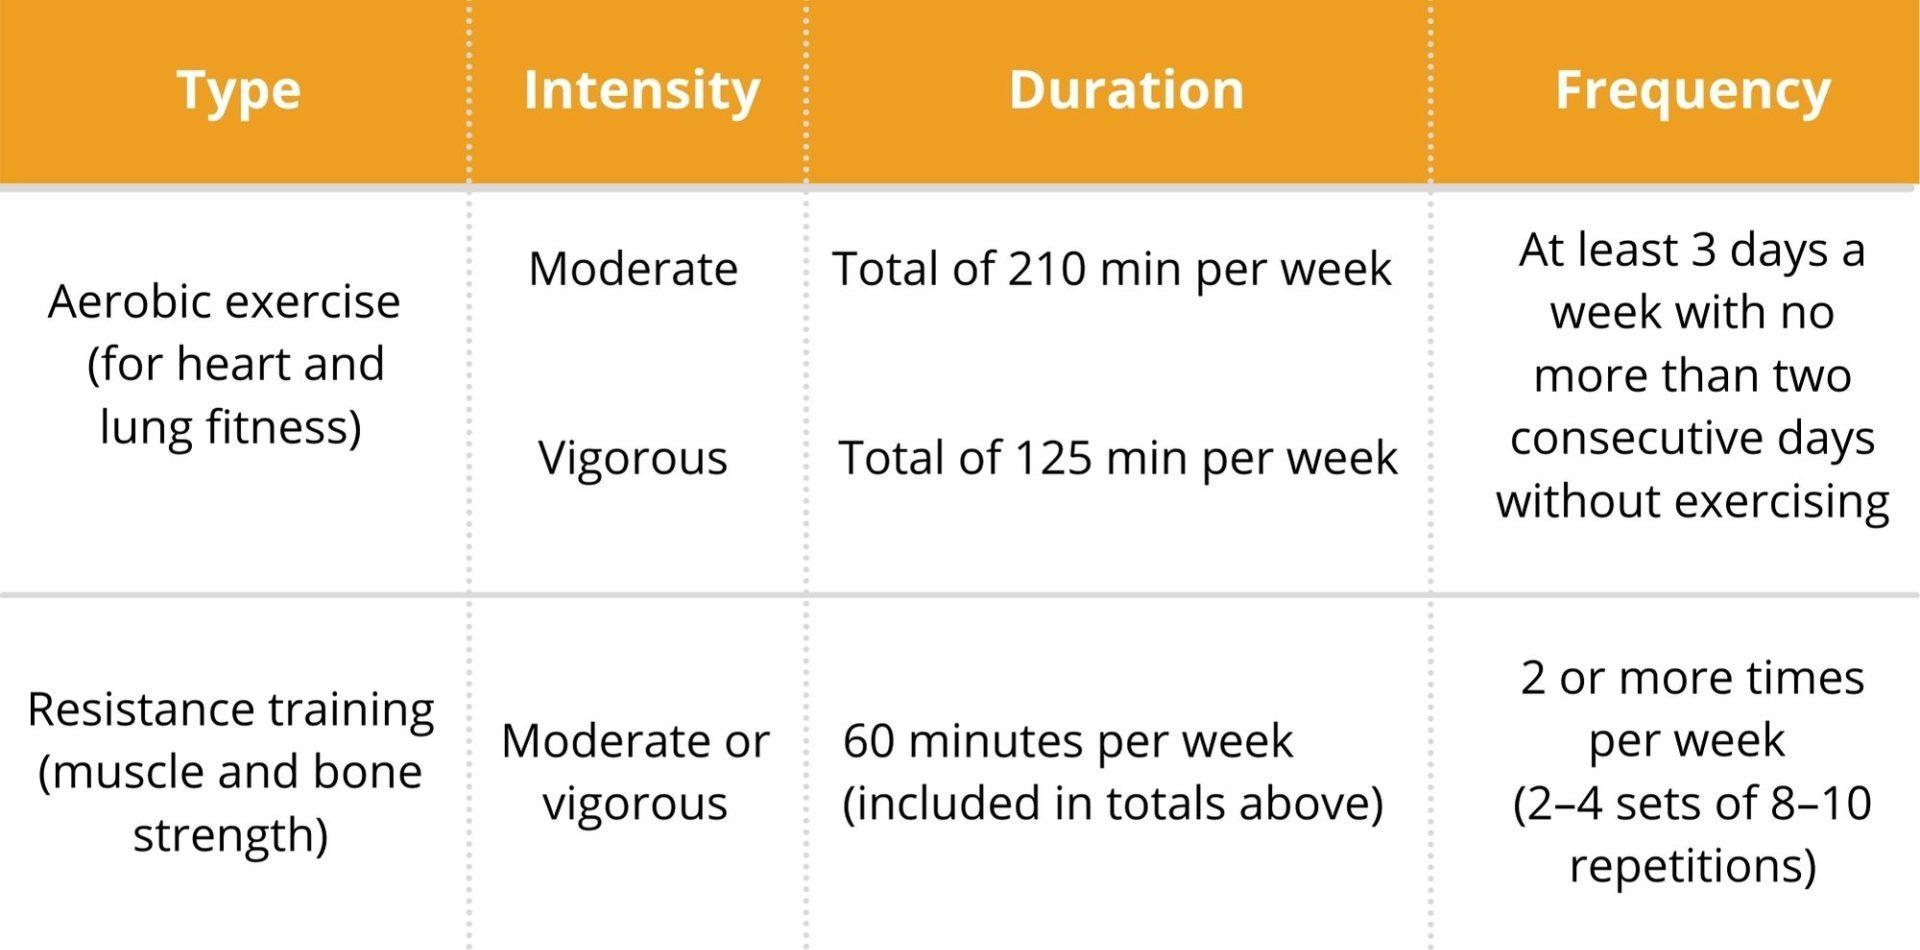 Type
Intensity
Duration
Frequency
Aerobic exercise
(for heart and
lung fitness)
Moderate
Total of 210 min per week
Vigorous
Total of 125 min per week
At least 3 days a
week with no
more than two
consecutive days
without exercising
Resistance training
(muscle and bone
strength)
Moderate or
vigorous
60 minutes per week
(included in totals above)
2 or more times
per week
(2–4 sets of 8–10
repetitions)